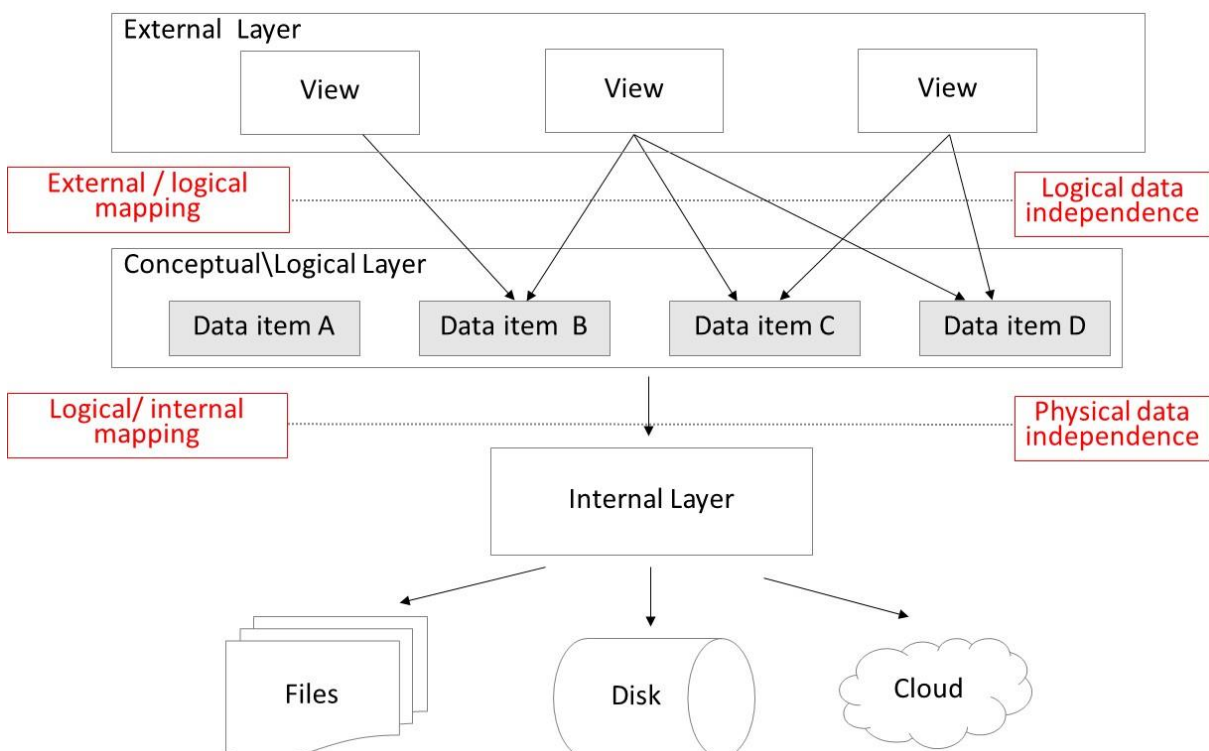 External Layer
View
View
View
External / logical
mapping
Logical data
independence
Conceptual\Logical Layer
Data item A
Data item B
Data item C
Data item D
Logical/ internal
mapping
Physical data
independence
Internal Layer
Files
Disk
Cloud